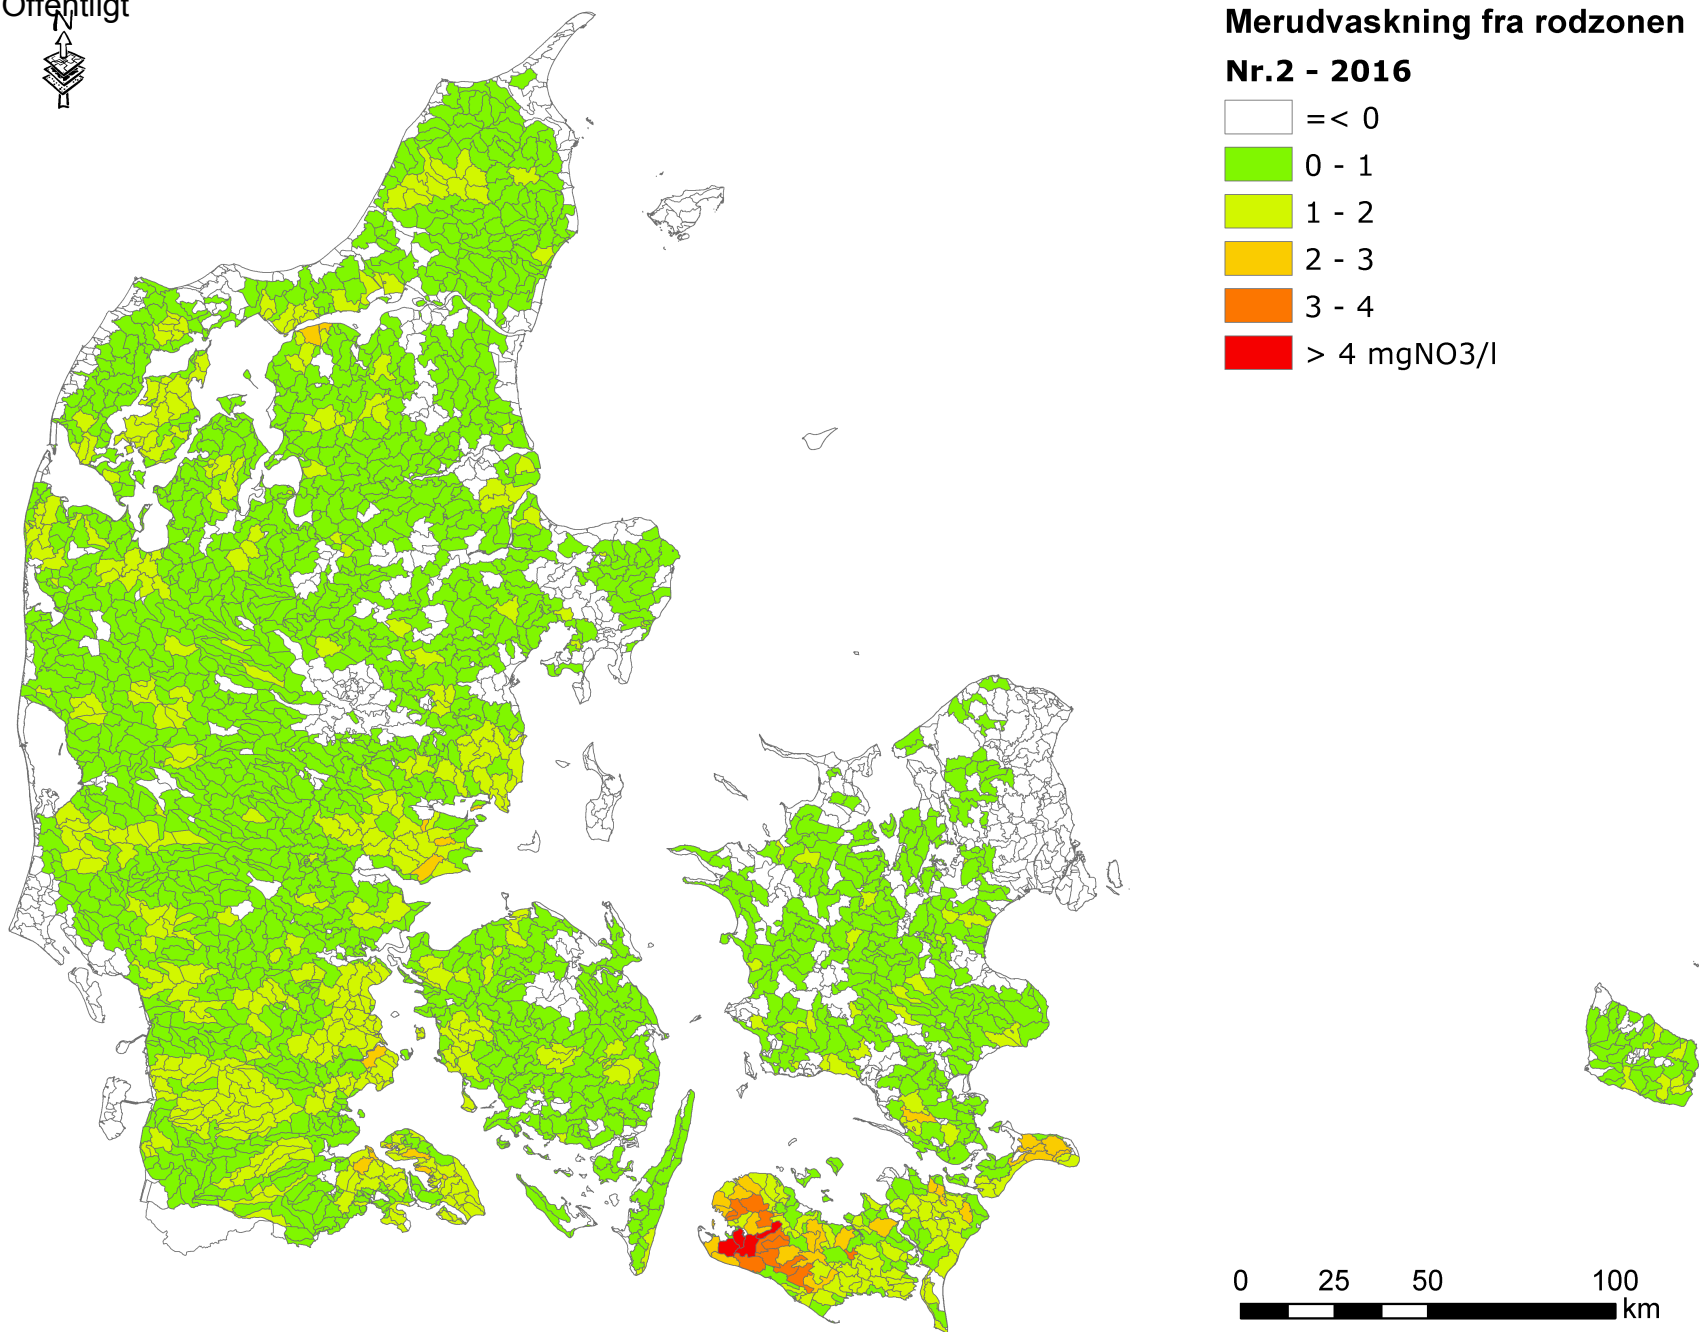 Offentligt
N
Merudvaskning fra rodzonen
Nr.2 - 2016
=< 0
0 - 1
1 - 2
2 - 3
3 - 4
> 4 mgNO3/l
0 25 50 100
km